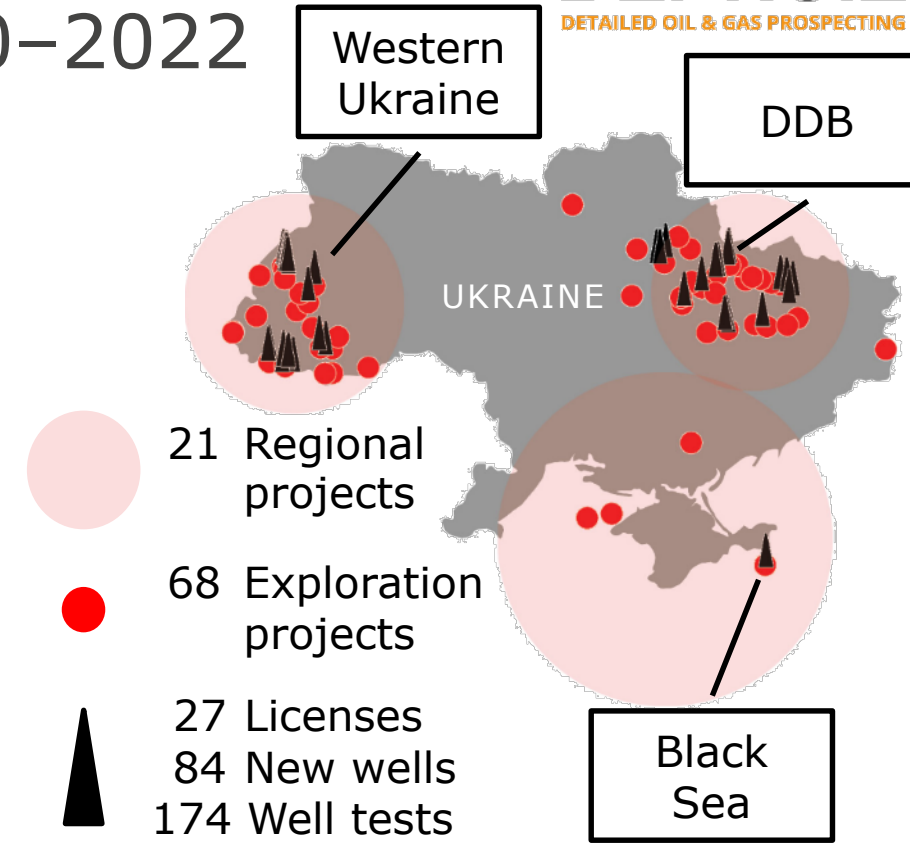 0–2022
DETAILED OIL & GAS PROSPECTING
Western
Ukraine
DDB
UKRAINE
21 Regional
projects
68 Exploration
projects
27 Licenses
84 New wells
174 Well tests
Black
Sea